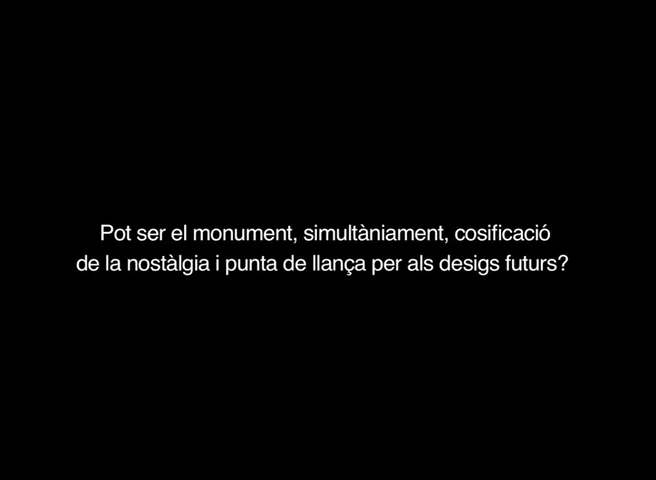 Pot ser el monument, simultàniament, cosificació
de la nostàlgia i punta de llança per als desigs futurs?